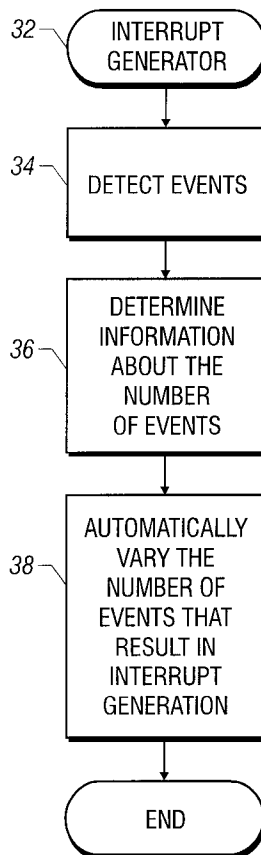 32
INTERRUPT
GENERATOR
34
DETECT EVENTS
36
DETERMINE
INFORMATION
ABOUT THE
NUMBER
OF EVENTS
38
AUTOMATICALLY
VARY THE
NUMBER OF
EVENTS THAT
RESULT IN
INTERRUPT
GENERATION
END